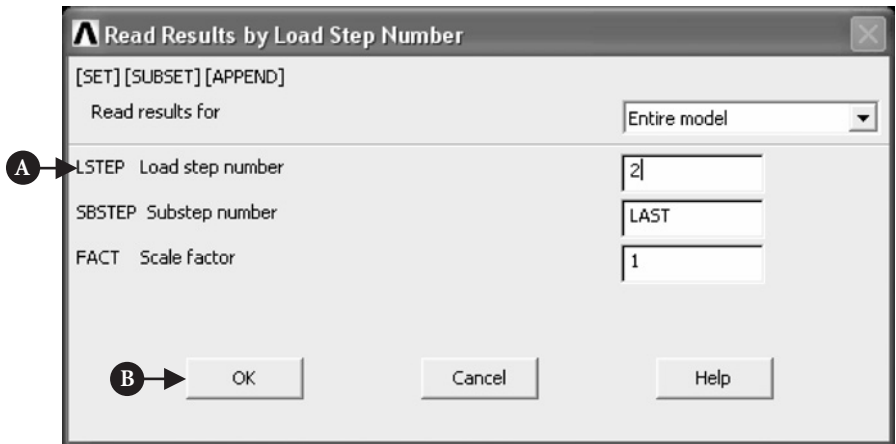 Read Results by Load Step Number
[SET] [SUBSET] [APPEND]
Read results for Entire model
A LSTEP Load step number 2
SBSTEP Substep number LAST
FACT Scale factor 1
B OK Cancel Help